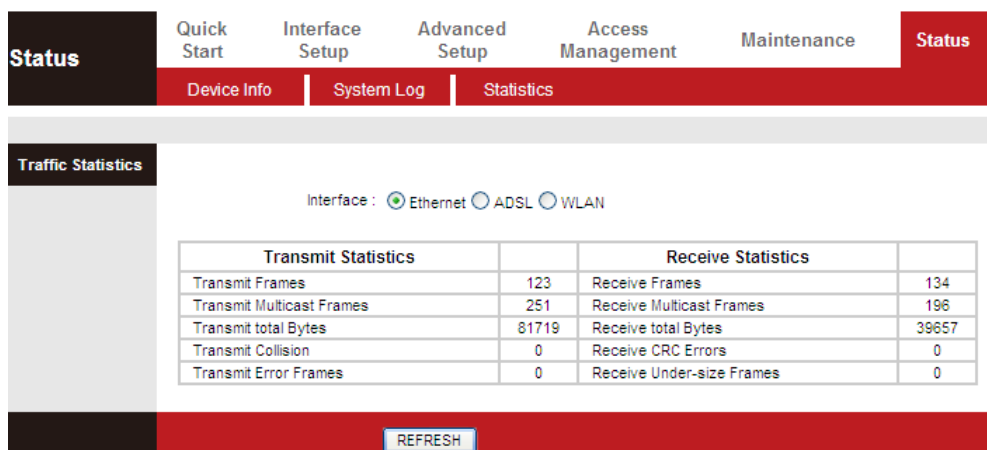 Status
Quick Start
Interface Setup
Advanced Setup
Access Management
Maintenance
Status
Device Info
System Log
Statistics
Traffic Statistics
Interface : Ethernet ADSL WLAN
Transmit Statistics Receive Statistics
Transmit Frames 123 Receive Frames 134
Transmit Multicast Frames 251 Receive Multicast Frames 196
Transmit total Bytes 81719 Receive total Bytes 39657
Transmit Collision 0 Receive CRC Errors 0
Transmit Error Frames 0 Receive Under-size Frames 0
REFRESH